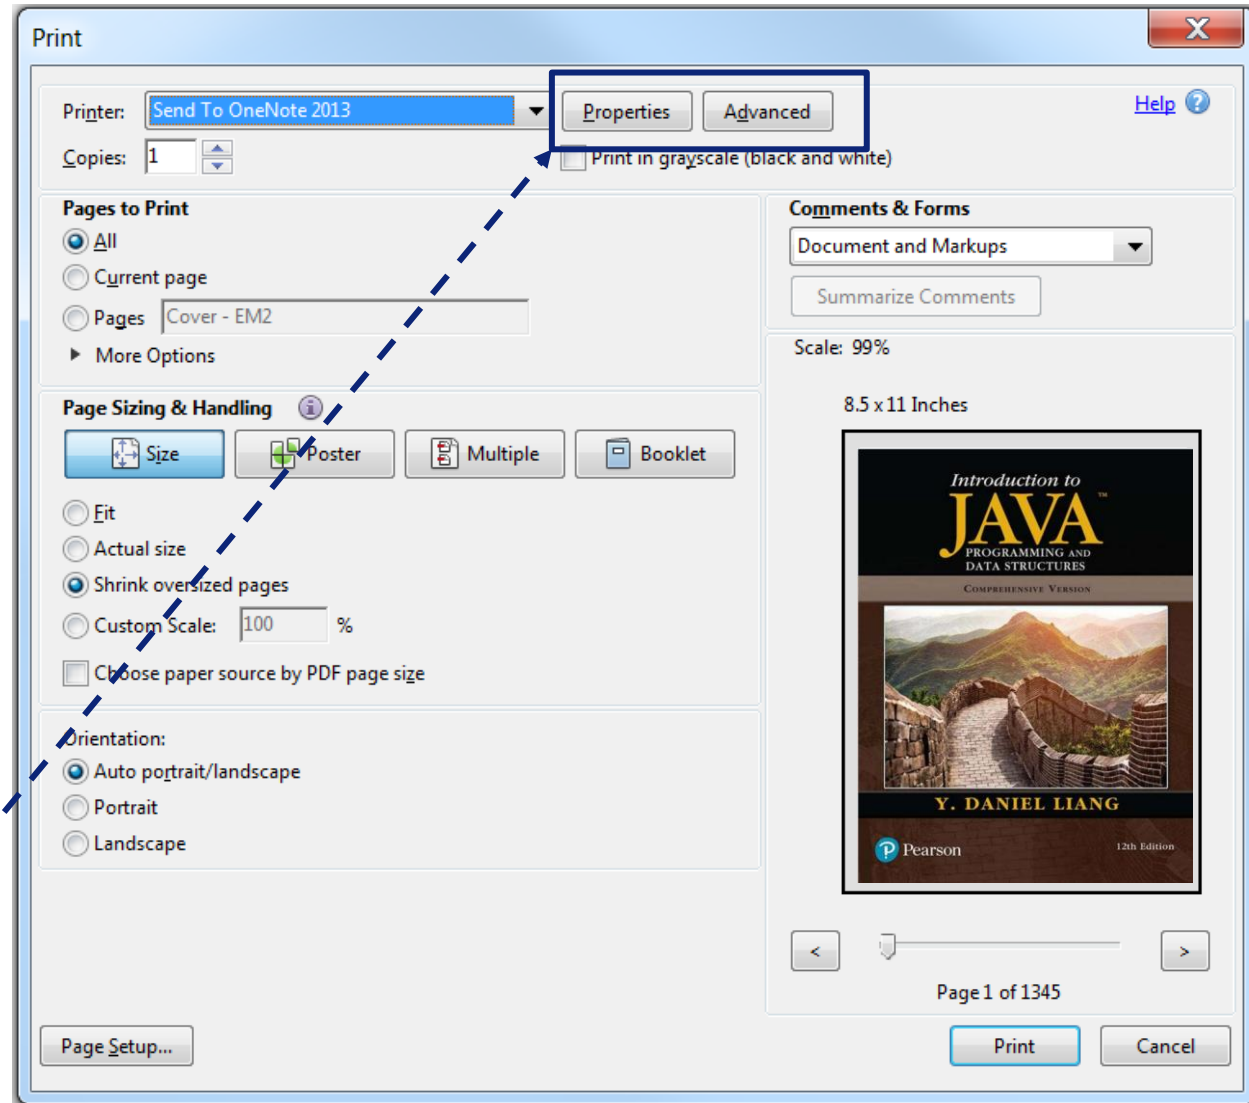 Print
X
Printer: Send To OneNote 2013 Properties Advanced Help ?
Copies: 1 Print in grayscale (black and white)
Pages to Print
All
Current page
Pages Cover - EM2
More Options
Comments & Forms
Document and Markups
Summarize Comments
Page Sizing & Handling i
Size Poster Multiple Booklet
Fit
Actual size
Shrink oversized pages
Custom Scale: 100 %
Choose paper source by PDF page size
Orientation:
Auto portrait/landscape
Portrait
Landscape
Scale: 99%
8.5 x 11 Inches
Introduction to
JAVA™
PROGRAMMING AND
DATA STRUCTURES
COMPREHENSIVE VERSION
Y. DANIEL LIANG
P Pearson 12th Edition
< >
Page 1 of 1345
Page Setup... Print Cancel